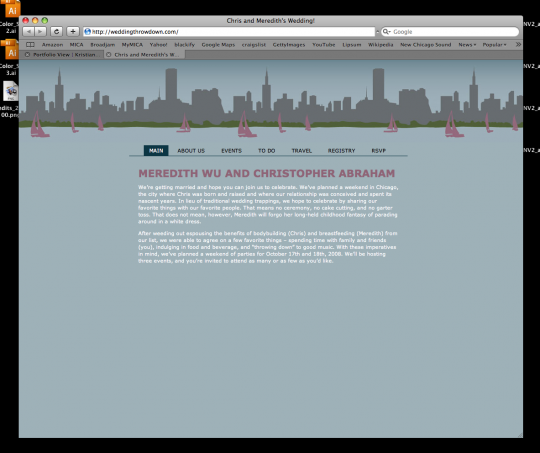 Chris and Meredith's Wedding!
http://weddingthrowdown.com/
Google
Amazon MICA Broadjam MyMICA Yahoo! blockify Google Maps craigslist GettyImages YouTube Lipsam Wikipedia New Chicago Sound News Popular
Portfolio View : Kristian
Chris and Meredith's W...
MAIN ABOUT US EVENTS TO DO TRAVEL REGISTRY RSVP
MEREDITH WU AND CHRISTOPHER ABRAHAM
We're getting married and hope you can join us to celebrate. We've planned a weekend in Chicago,
the city where Chris was born and raised and where our relationship was conceived and spent its
nascent years. In lieu of traditional wedding trappings, we hope to celebrate by sharing our
favorite things with our favorite people. That means no ceremony, no cake cutting, and no garter
toss. That does not mean, however, Meredith will forgo her long-held childhood fantasy of parading
around in a white dress.
After weeding out espousing the benefits of bodybuilding (Chris) and breastfeeding (Meredith) from
our list, we were able to agree on a few favorite things – spending time with family and friends
(you), indulging in food and beverage, and "throwing down" to good music. With these imperatives
in mind, we've planned a weekend of parties for October 17th and 18th, 2008. We'll be hosting
three events, and you're invited to attend as many or as few as you'd like.
Ai
Color_S
2.ai
Ai
Color_S
3.ai
edits_2
00.png
NV2_a
NV2_a
NV2_a
NV2_a